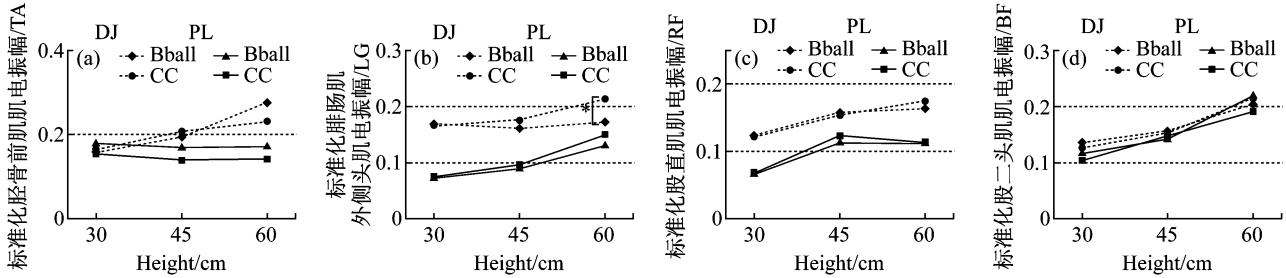 标准化胫骨前肌肌电振幅/TA
DJ PL
Bball Bball
CC CC
(a)
0.4
0.2
0
30 45 60
Height/cm
标准化腓肠肌
外侧头肌电振幅/LG
DJ PL
Bball Bball
CC CC
(b)
0.3
0.2
0.1
0
*
30 45 60
Height/cm
标准化股直肌肌电振幅/RF
DJ PL
Bball Bball
CC CC
(c)
0.2
0.1
0
30 45 60
Height/cm
标准化股二头肌肌电振幅/BF
DJ PL
Bball Bball
CC CC
(d)
0.3
0.2
0.1
0
30 45 60
Height/cm